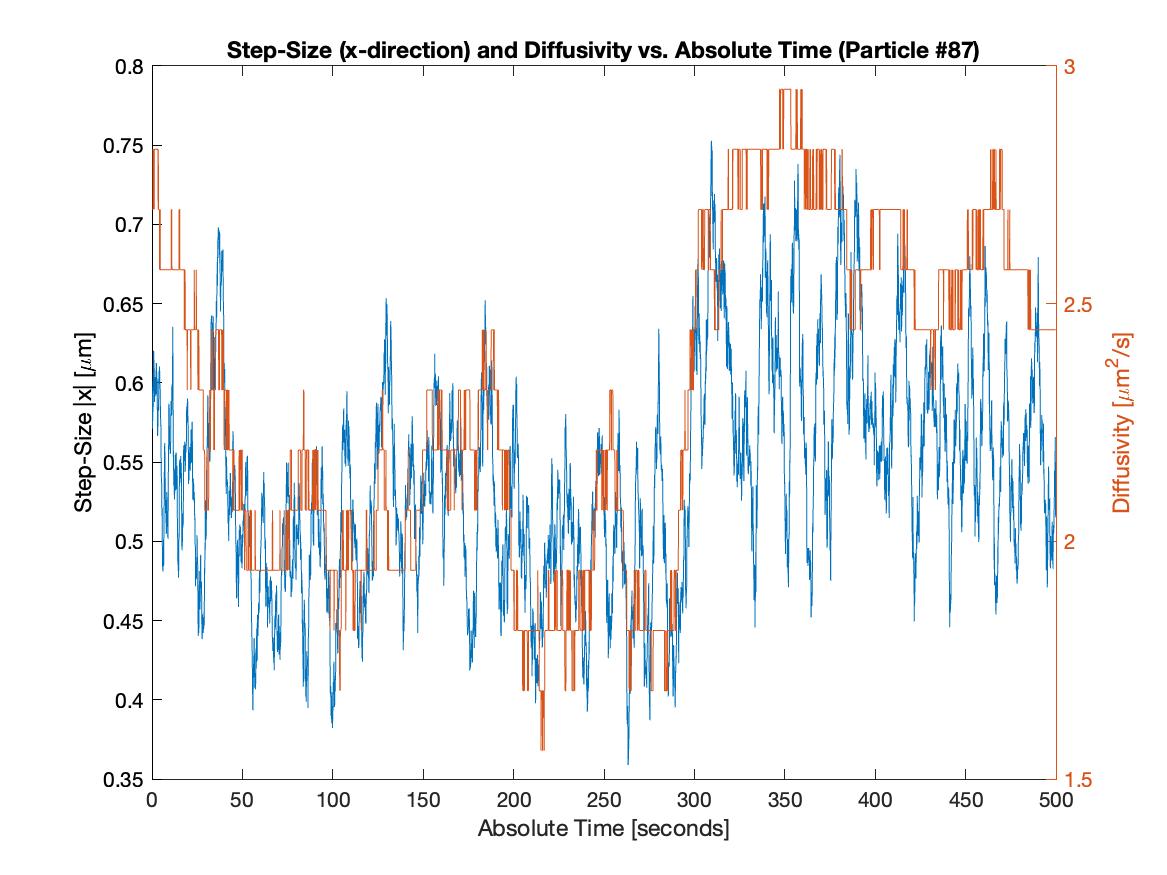 Step-Size (x-direction) and Diffusivity vs. Absolute Time (Particle #87)
0.8
0.75
0.7
0.65
0.6
0.55
0.5
0.45
0.4
0.35
Step-Size |x| [μm]
3
2.5
2
1.5
Diffusivity [μm²/s]
0 50 100 150 200 250 300 350 400 450 500
Absolute Time [seconds]